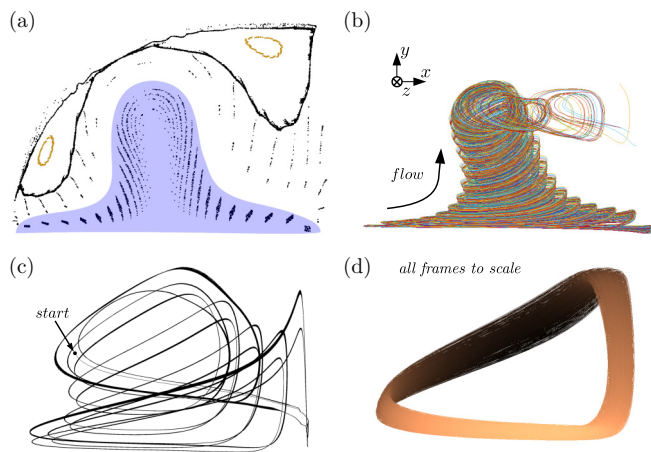 (a)
(b)
y
x
z
flow
(c)
start
(d) all frames to scale